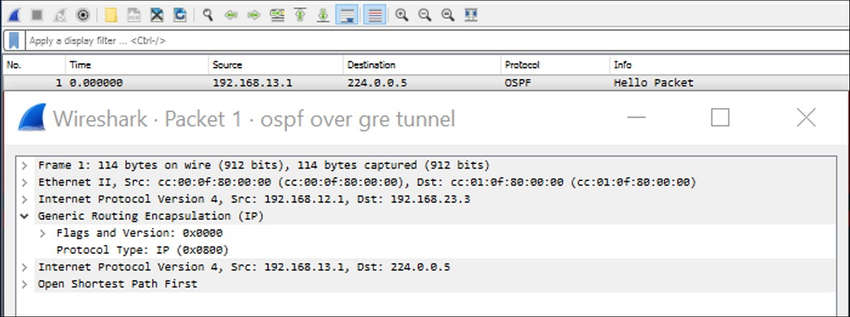 Apply a display filter ... <Ctrl-/>
No. Time Source Destination Protocol Info
1 0.000000 192.168.13.1 224.0.0.5 OSPF Hello Packet
Wireshark · Packet 1 · ospf over gre tunnel
Frame 1: 114 bytes on wire (912 bits), 114 bytes captured (912 bits)
Ethernet II, Src: cc:00:0f:80:00:00 (cc:00:0f:80:00:00), Dst: cc:01:0f:80:00:00 (cc:01:0f:80:00:00)
Internet Protocol Version 4, Src: 192.168.12.1, Dst: 192.168.23.3
Generic Routing Encapsulation (IP)
Flags and Version: 0x0000
Protocol Type: IP (0x0800)
Internet Protocol Version 4, Src: 192.168.13.1, Dst: 224.0.0.5
Open Shortest Path First